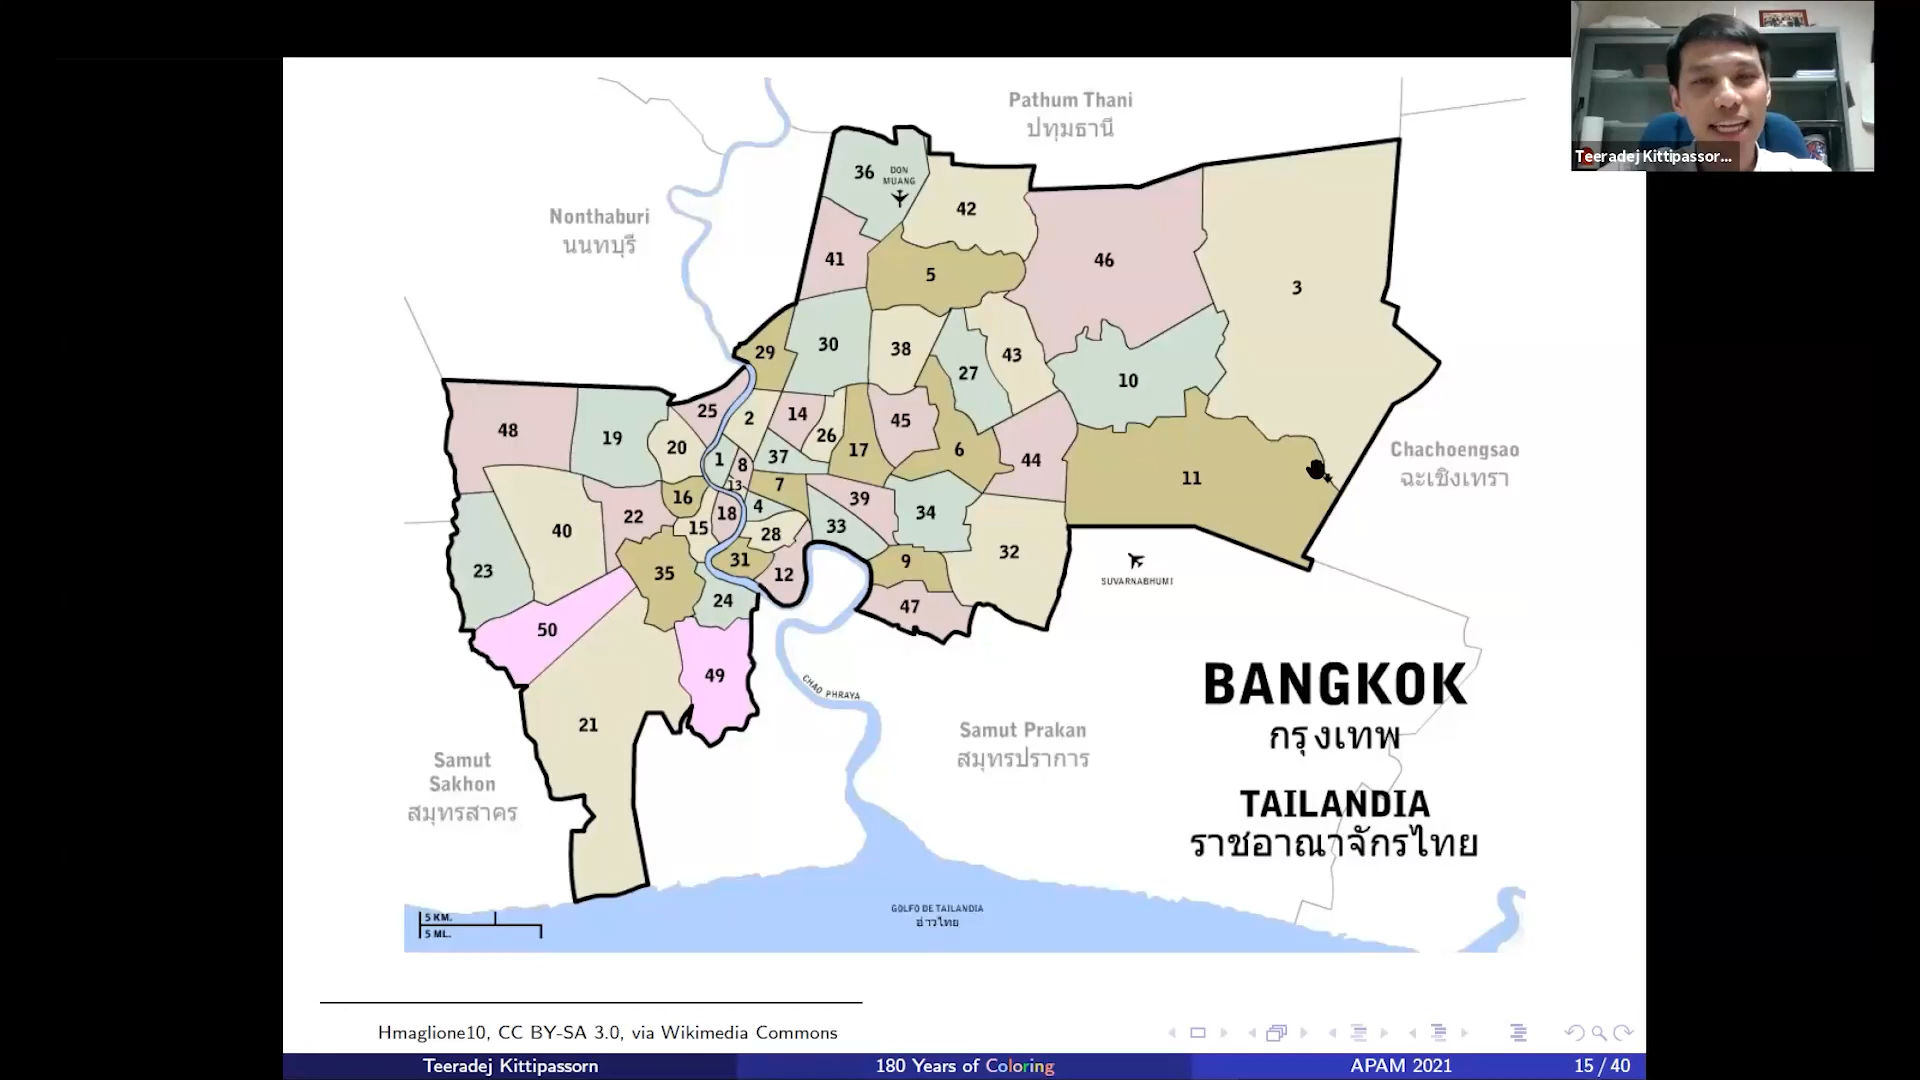 Teeradej Kittipassor...
Pathum Thani
ปทุมธานี
36
DON
MUANG
42
Nonthaburi
นนทบุรี
41
5
46
3
29
30
38
27
43
10
48
19
25
2
14
26
17
45
20
1
8
37
6
44
11
Chachoengsao
ฉะเชิงเทรา
16
13
7
39
22
15
18
4
33
34
40
28
23
35
31
12
9
32
24
47
SUVARNABHUMI
50
49
21
CHAO PHRAYA
BANGKOK
กรุงเทพ
Samut Prakan
สมุทรปราการ
Samut
Sakhon
สมุทรสาคร
TAILANDIA
ราชอาณาจักรไทย
5 KM.
5 ML.
GOLFO DE TAILANDIA
อ่าวไทย
Hmaglione10, CC BY-SA 3.0, via Wikimedia Commons
Teeradej Kittipassorn
180 Years of Coloring
APAM 2021
15 / 40